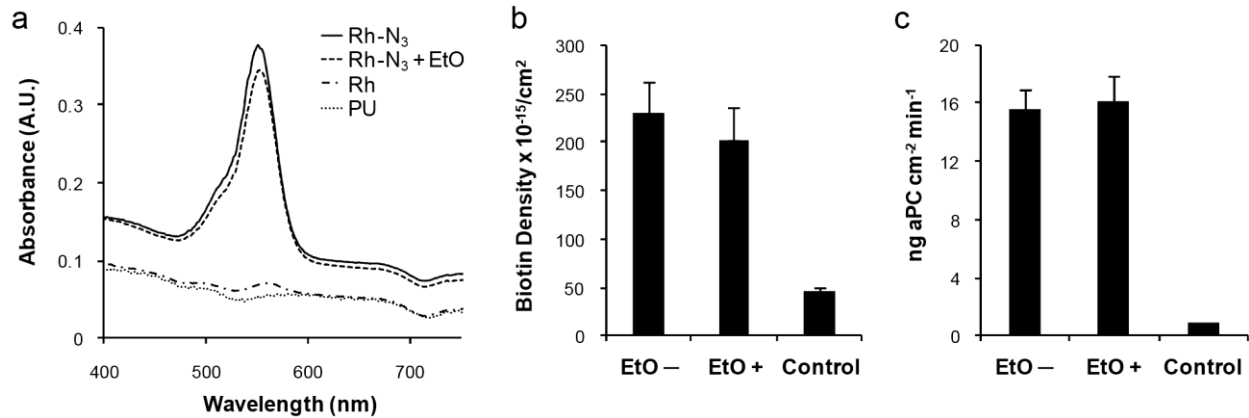 a
0.4
0.3
0.2
0.1
0
Absorbance (A.U.)
400
500
600
700
Wavelength (nm)
Rh-N₃
Rh-N₃ + EtO
Rh
PU
b
300
250
200
150
100
50
0
Biotin Density x 10⁻¹⁵/cm²
EtO —
EtO +
Control
c
20
16
12
8
4
0
ng aPC cm⁻² min⁻¹
EtO —
EtO +
Control